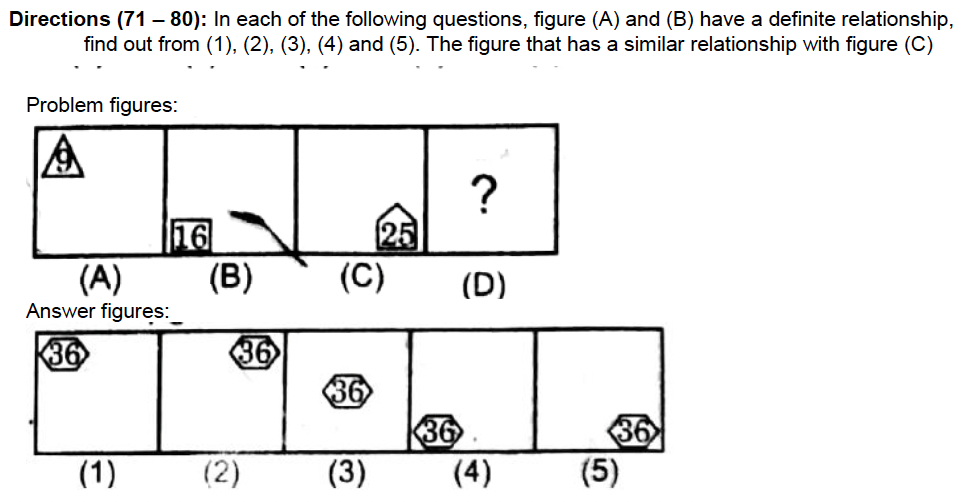 Directions (71 – 80): In each of the following questions, figure (A) and (B) have a definite relationship,
find out from (1), (2), (3), (4) and (5). The figure that has a similar relationship with figure (C)
Problem figures:
9
?
16
25
(A) (B) (C) (D)
Answer figures:
36 36
36
36 36
(1) (2) (3) (4) (5)